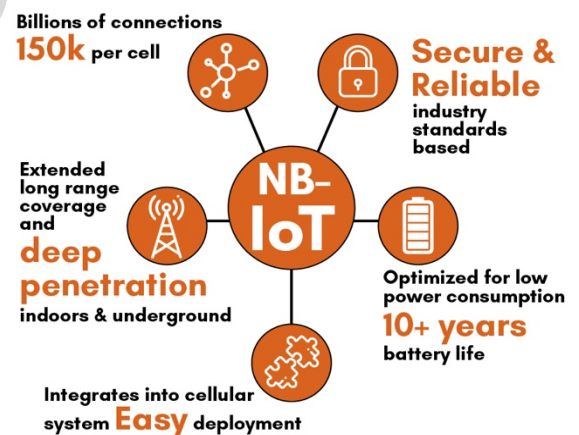 Billions of connections
150k per cell
Secure &
Reliable
industry
standards
based
NB-
IoT
Extended
long range
coverage
and
deep
penetration
indoors & underground
Optimized for low
power consumption
10+ years
battery life
Integrates into cellular
system Easy deployment